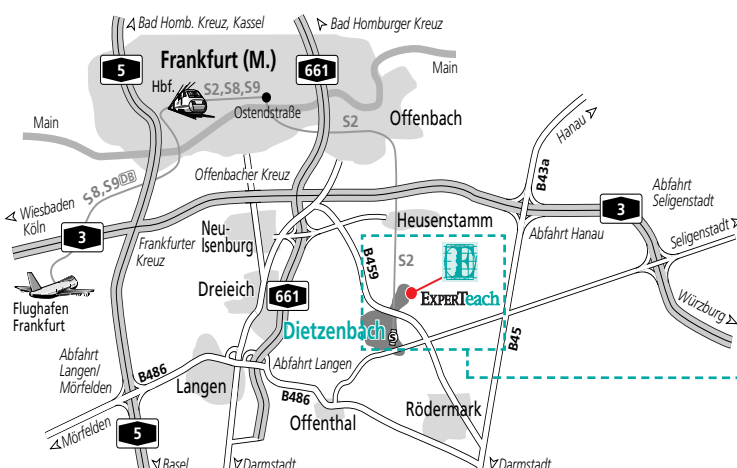 Bad Homb. Kreuz, Kassel
Bad Homburger Kreuz
5
Frankfurt (M.)
661
Hbf.
S2,S8,S9
Main
Ostendstraße
Main
S2
Offenbach
Hanau
S8,S9 DB
Offenbacher Kreuz
B43a
Wiesbaden
Köln
3
Frankfurter
Kreuz
Neu-
Isenburg
Heusenstamm
3
Abfahrt
Seligenstadt
Abfahrt Hanau
Seligenstadt
B459
S2
E
Flughafen
Frankfurt
Dreieich
661
EXPERTeach
Würzburg
Dietzenbach
S
B45
Abfahrt
Langen/
Mörfelden
B486
Abfahrt Langen
Langen
B486
Offenthal
Rödermark
Mörfelden
5
Basel
Darmstadt
Darmstadt